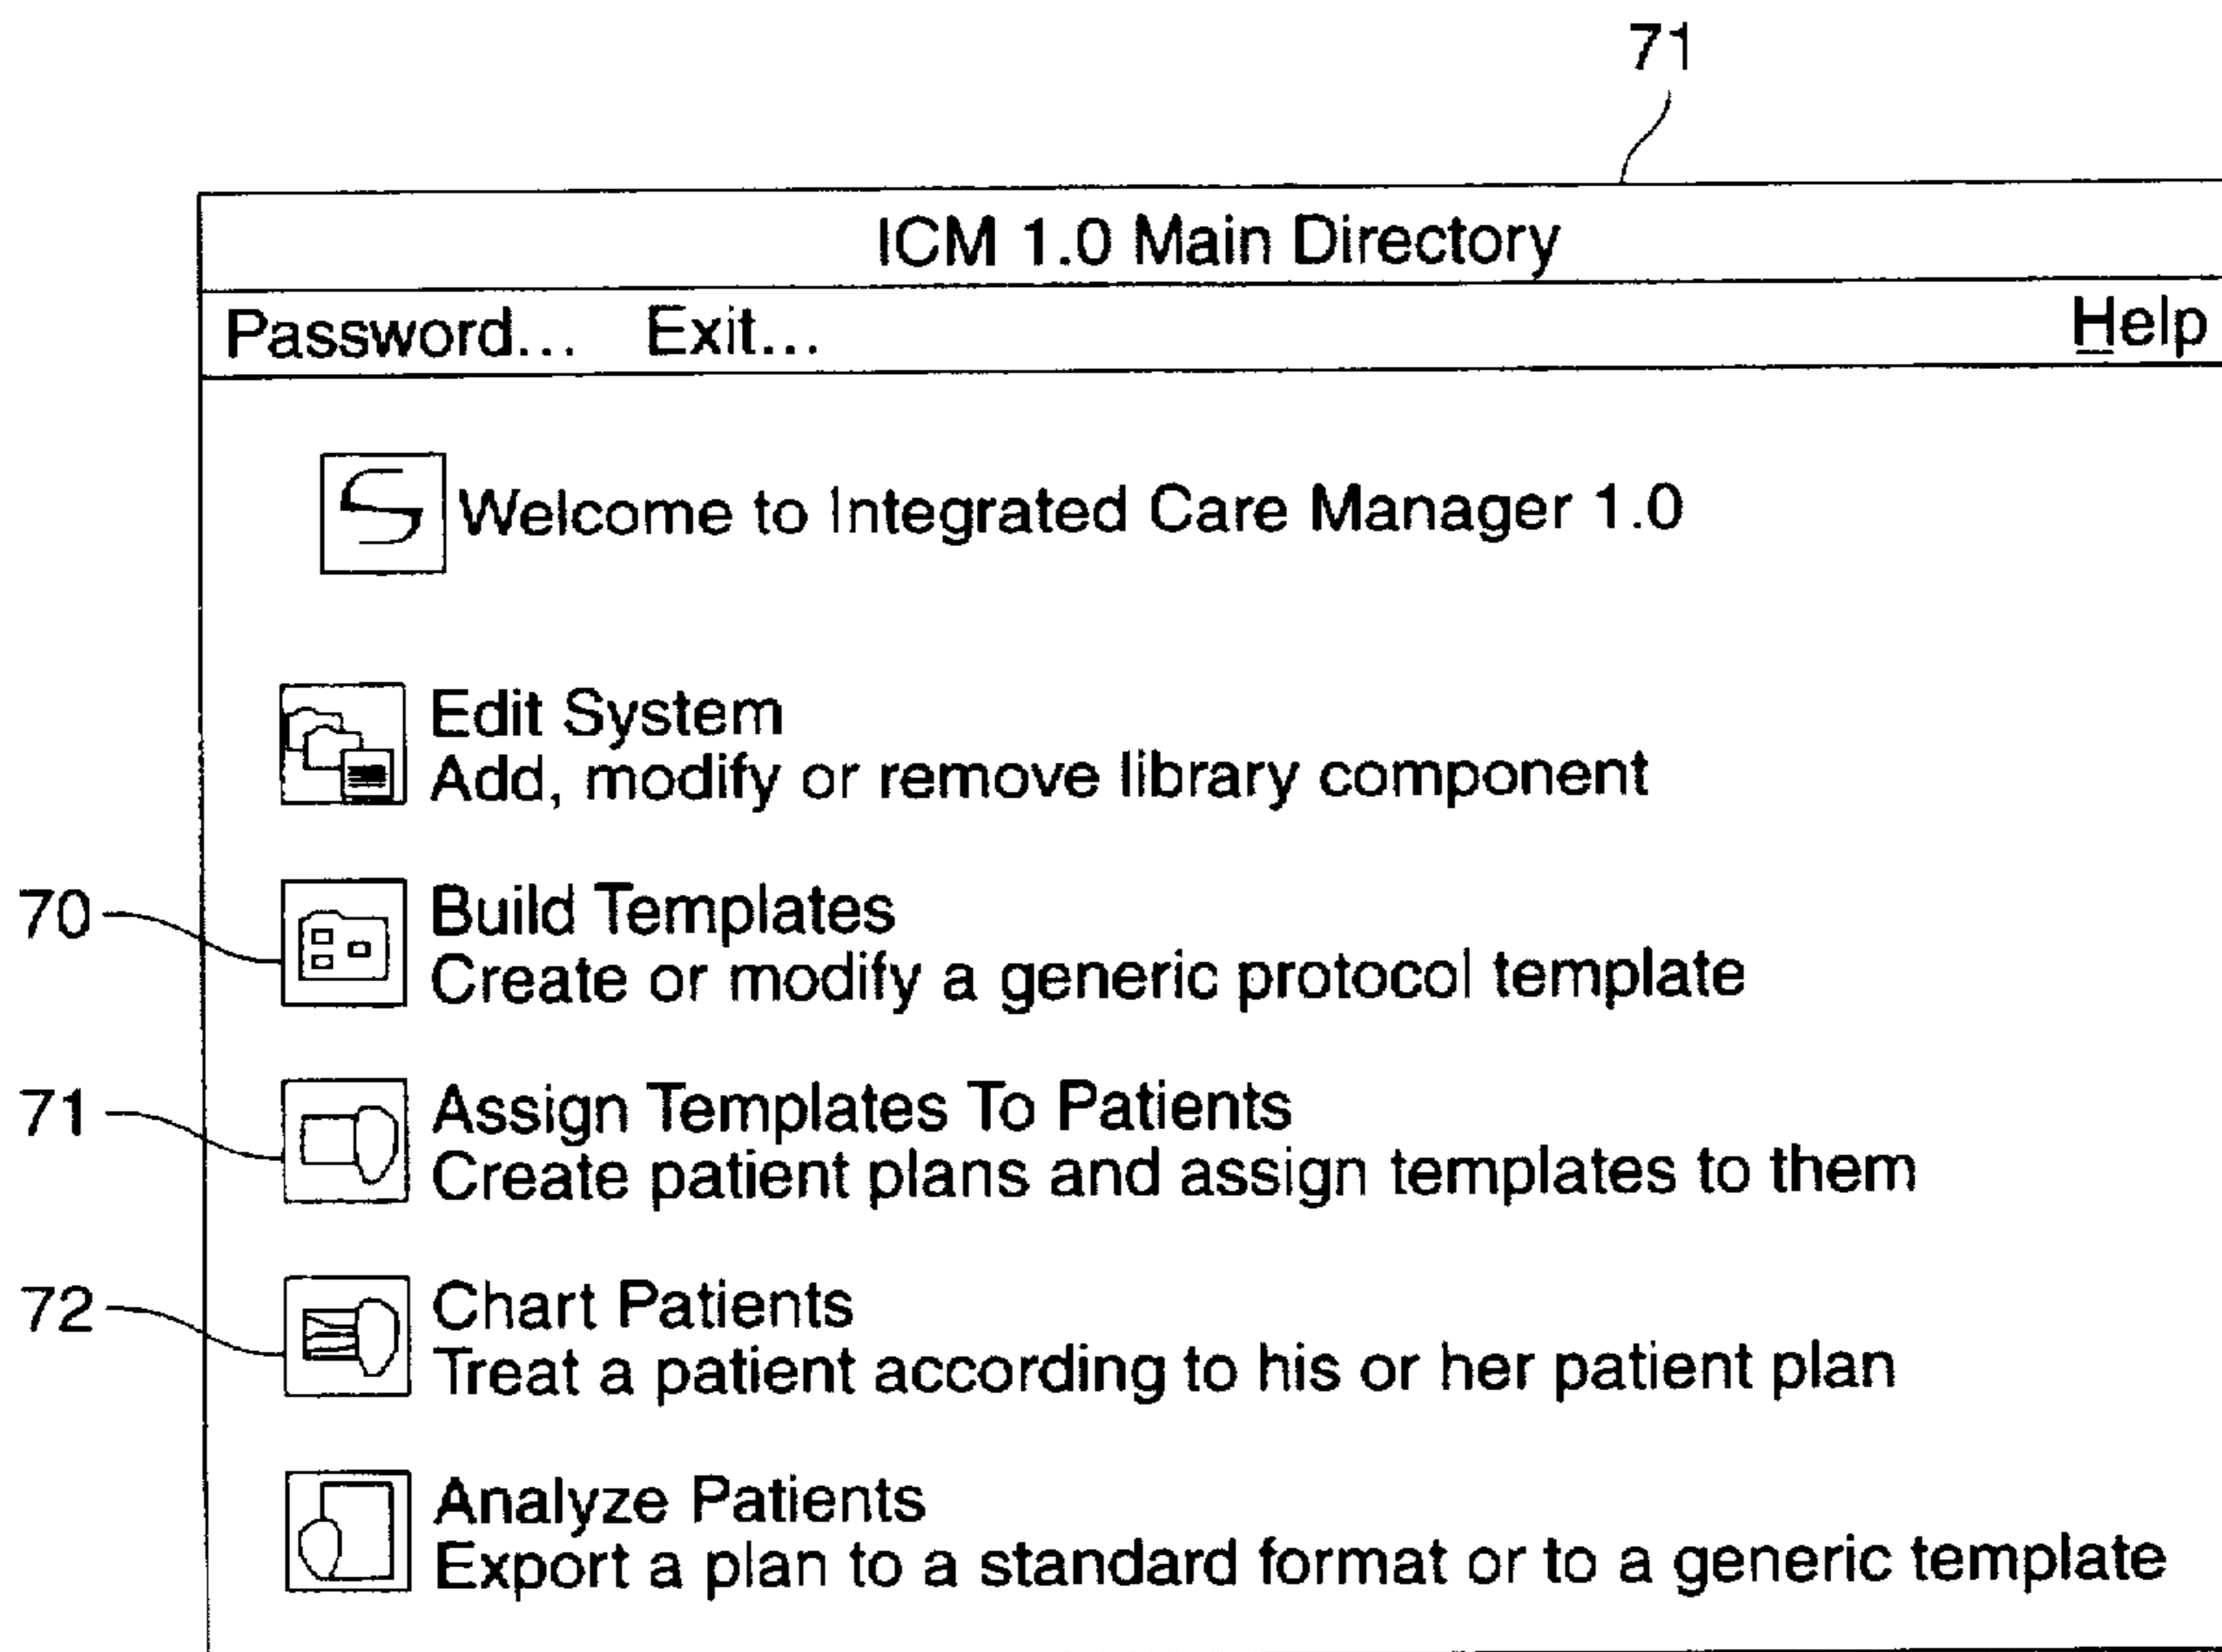 71
ICM 1.0 Main Directory
Password... Exit... Help
S Welcome to Integrated Care Manager 1.0
Edit System
Add, modify or remove library component
70
Build Templates
Create or modify a generic protocol template
71
Assign Templates To Patients
Create patient plans and assign templates to them
72
Chart Patients
Treat a patient according to his or her patient plan
Analyze Patients
Export a plan to a standard format or to a generic template